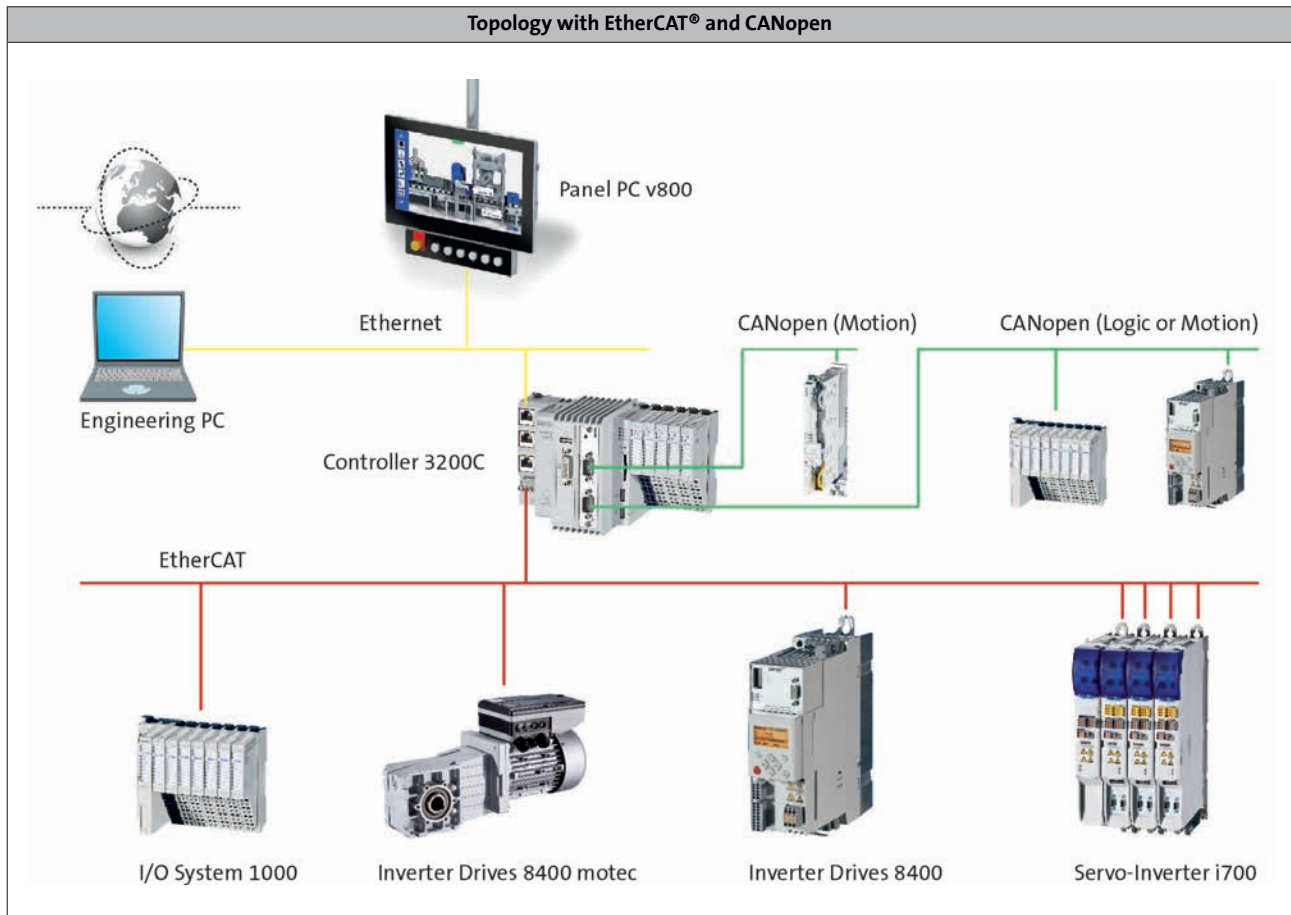 Topology with EtherCAT® and CANopen
Panel PC v800
Ethernet
CANopen (Motion)
CANopen (Logic or Motion)
Engineering PC
Controller 3200C
EtherCAT
I/O System 1000
Inverter Drives 8400 motec
Inverter Drives 8400
Servo-Inverter i700